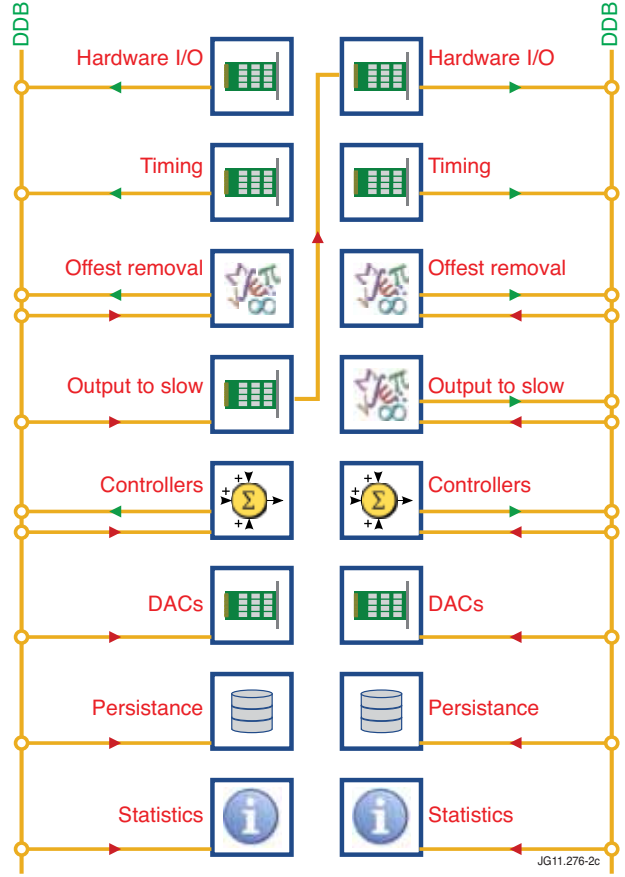 DDB
DDB
Hardware I/O
Hardware I/O
Timing
Timing
Offest removal
Offest removal
Output to slow
Output to slow
Controllers
Controllers
+
+
+
Σ
+
+
+
Σ
DACs
DACs
Persistance
Persistance
Statistics
Statistics
i
i
JG11.276-2c